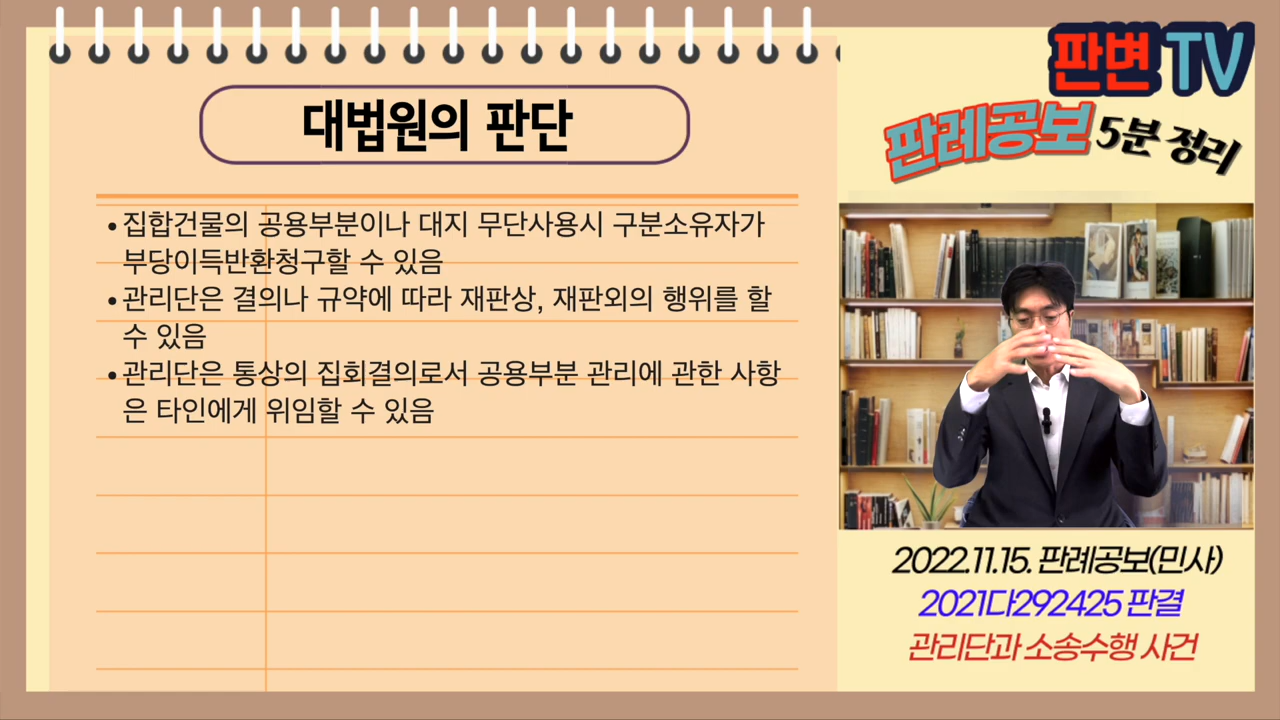 판변 TV
판례공보 5분 정리
대법원의 판단
•집합건물의 공용부분이나 대지 무단사용시 구분소유자가
부당이득반환청구할 수 있음
•관리단은 결의나 규약에 따라 재판상, 재판외의 행위를 할
수 있음
•관리단은 통상의 집회결의로서 공용부분 관리에 관한 사항
은 타인에게 위임할 수 있음
2022.11.15. 판례공보(민사)
2021다292425 판결
관리단과 소송수행 사건